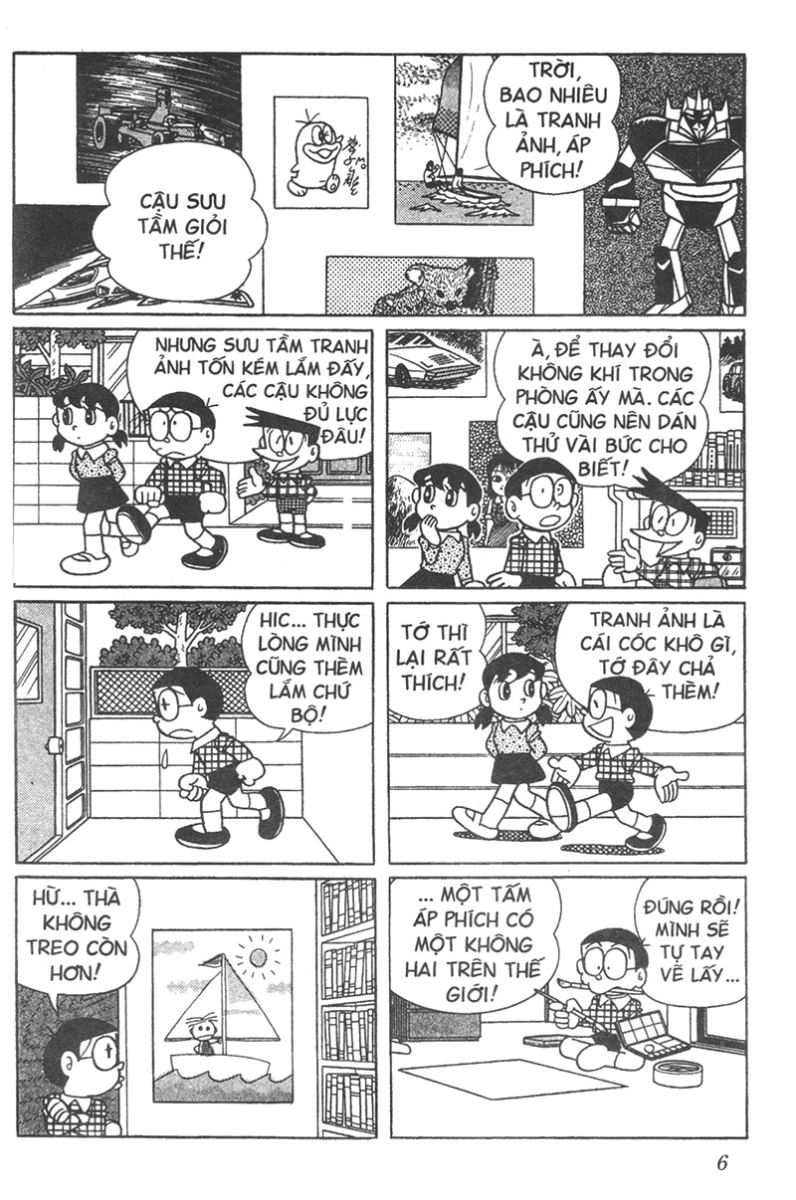 TRỜI,
BAO NHIÊU
LÀ TRANH
ẢNH, ÁP
PHÍCH!
CẬU SƯU
TẦM GIỎI
THẾ!
À, ĐỂ THAY ĐỔI
KHÔNG KHÍ TRONG
PHÒNG ẤY MÀ. CÁC
CẬU CŨNG NÊN DÁN
THỬ VÀI BỨC CHO
BIẾT!
NHƯNG SƯU TẦM TRANH
ẢNH TỐN KÉM LẮM ĐẤY,
CÁC CẬU KHÔNG
ĐỦ LỰC
ĐÂU!
TRANH ẢNH LÀ
CÁI CÓC KHÔ GÌ,
TỚ ĐÂY CHẢ
THÈM!
TỚ THÌ
LẠI RẤT
THÍCH!
HIC... THỰC
LÒNG MÌNH
CŨNG THÈM
LẮM CHỨ
BỘ!
ĐÚNG RỒI!
MÌNH SẼ
TỰ TAY
VẼ LẤY...
... MỘT TẤM
ÁP PHÍCH CÓ
MỘT KHÔNG
HAI TRÊN THẾ
GIỚI!
HỪ... THÀ
KHÔNG
TREO CÒN
HƠN!
6